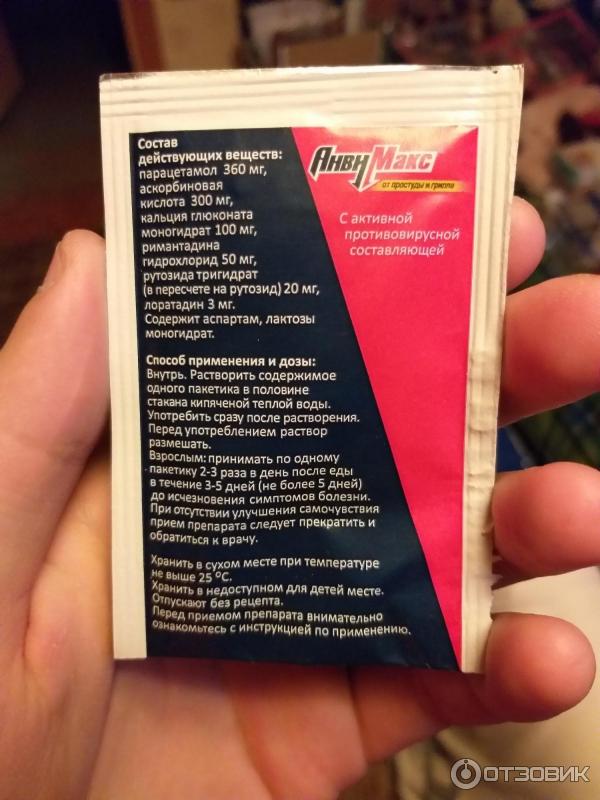 Состав
действующих веществ:
парацетамол 360 мг,
аскорбиновая
кислота 300 мг,
кальция глюконата
моногидрат 100 мг,
римантадина
гидрохлорид 50 мг,
рутозида тригидрат
(в пересчете на рутозид) 20 мг,
лоратадин 3 мг.
Содержит аспартам, лактозы
моногидрат.
Способ применения и дозы:
Внутрь. Растворить содержимое
одного пакетика в половине
стакана кипяченой теплой воды.
Употребить сразу после растворения.
Перед употреблением раствор
размешать.
Взрослым: принимать по одному
пакетику 2-3 раза в день после еды
в течение 3-5 дней (не более 5 дней)
до исчезновения симптомов болезни.
При отсутствии улучшения самочувствия
прием препарата следует прекратить и
обратиться к врачу.
Хранить в сухом месте при температуре
не выше 25 °С.
Хранить в недоступном для детей месте.
Отпускают без рецепта.
Перед приемом препарата внимательно
ознакомьтесь с инструкцией по применению.
АнвиМакс
от простуды и гриппа
С активной
противовирусной
составляющей
ОТЗОВИК